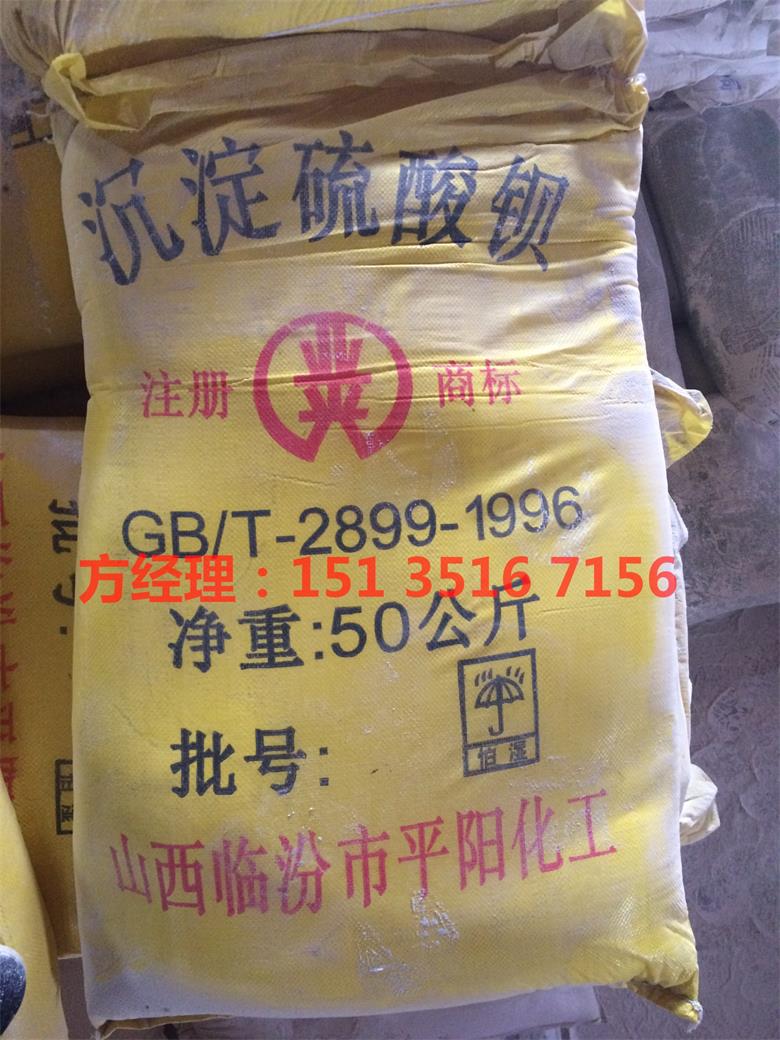 沉淀硫酸钡
注册 商标
GB/T-2899-1996
方经理：151 3516 7156
净重:50公斤
怕湿
批号:
山西临汾市平阳化工